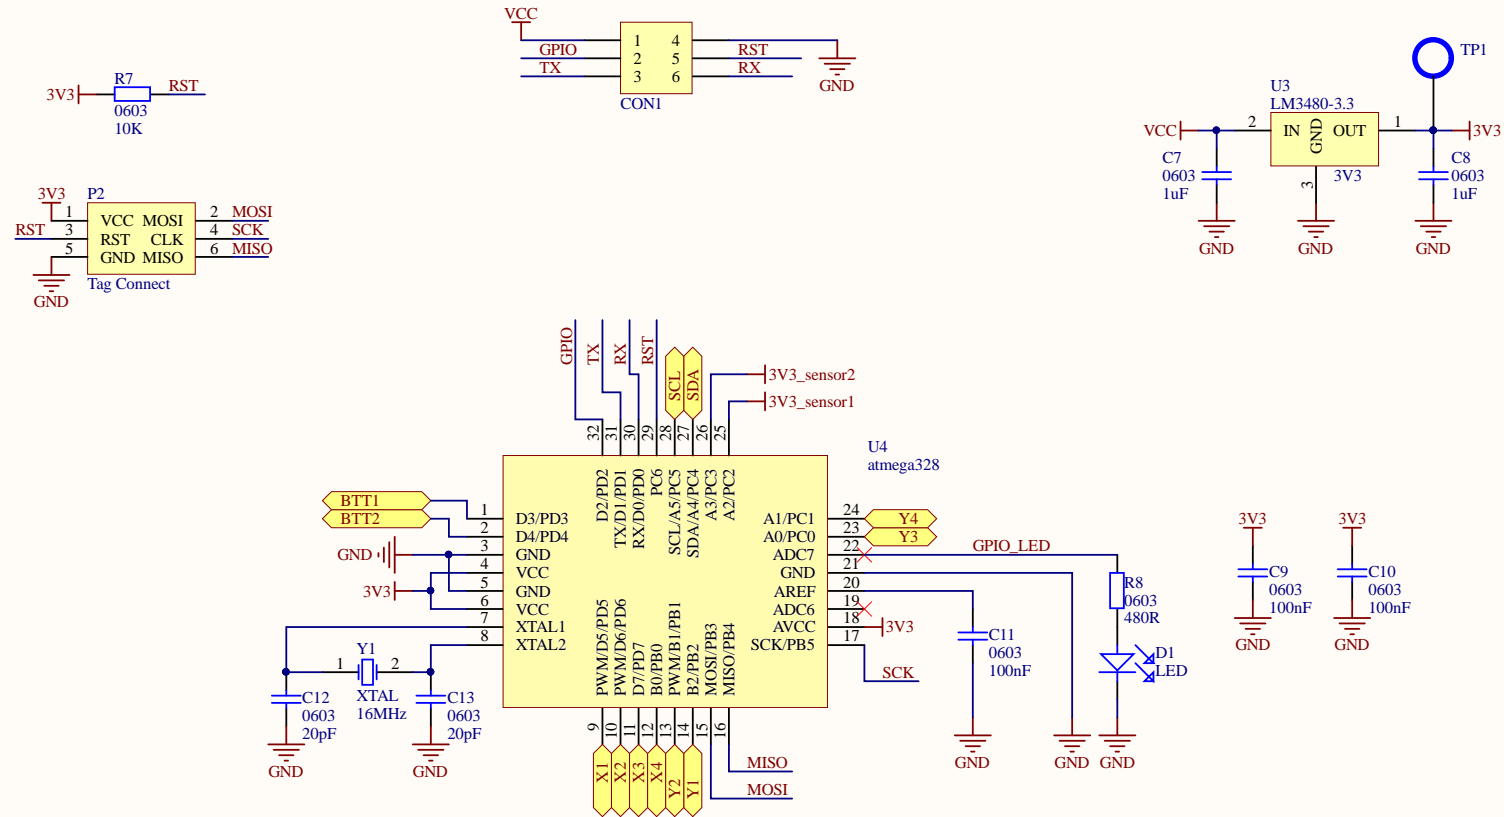 VCC
GPIO
TX
1 4
2 5
3 6
RST
RX
GND
CON1
R7
3V3
RST
0603
10K
TP1
U3
LM3480-3.3
VCC
2
IN GND OUT
1
3V3
3
3V3
C7
0603
1uF
C8
0603
1uF
GND
GND
GND
3V3
P2
1 VCC MOSI 2 MOSI
RST 3 RST CLK 4 SCK
5 GND MISO 6 MISO
GND
Tag Connect
GPIO
TX
RX
RST
SCL
SDA
3V3_sensor2
3V3_sensor1
32
31
30
29
28
27
26
25
U4
atmega328
D2/PD2
TX/D1/PD1
RX/D0/PD0
PC6
SCL/A5/PC5
SDA/A4/PC4
A3/PC3
A2/PC2
BTT1
BTT2
GND
3V3
1 D3/PD3
2 D4/PD4
3 GND
4 VCC
5 GND
6 VCC
7 XTAL1
8 XTAL2
A1/PC1 24 Y4
A0/PC0 23 Y3
ADC7 22 GPIO_LED
GND 21
AREF 20
ADC6 19
AVCC 18 3V3
SCK/PB5 17
SCK
PWM/D5/PD5
PWM/D6/PD6
D7/PD7
B0/PB0
PWM/B1/PB1
B2/PB2
MOSI/PB3
MISO/PB4
9
10
11
12
13
14
15
16
X1
X2
X3
X4
Y2
Y1
MISO
MOSI
Y1
1 2
XTAL
16MHz
C12
0603
20pF
GND
C13
0603
20pF
GND
C11
0603
100nF
GND
GND
R8
0603
480R
D1
LED
GND
3V3
C9
0603
100nF
GND
3V3
C10
0603
100nF
GND